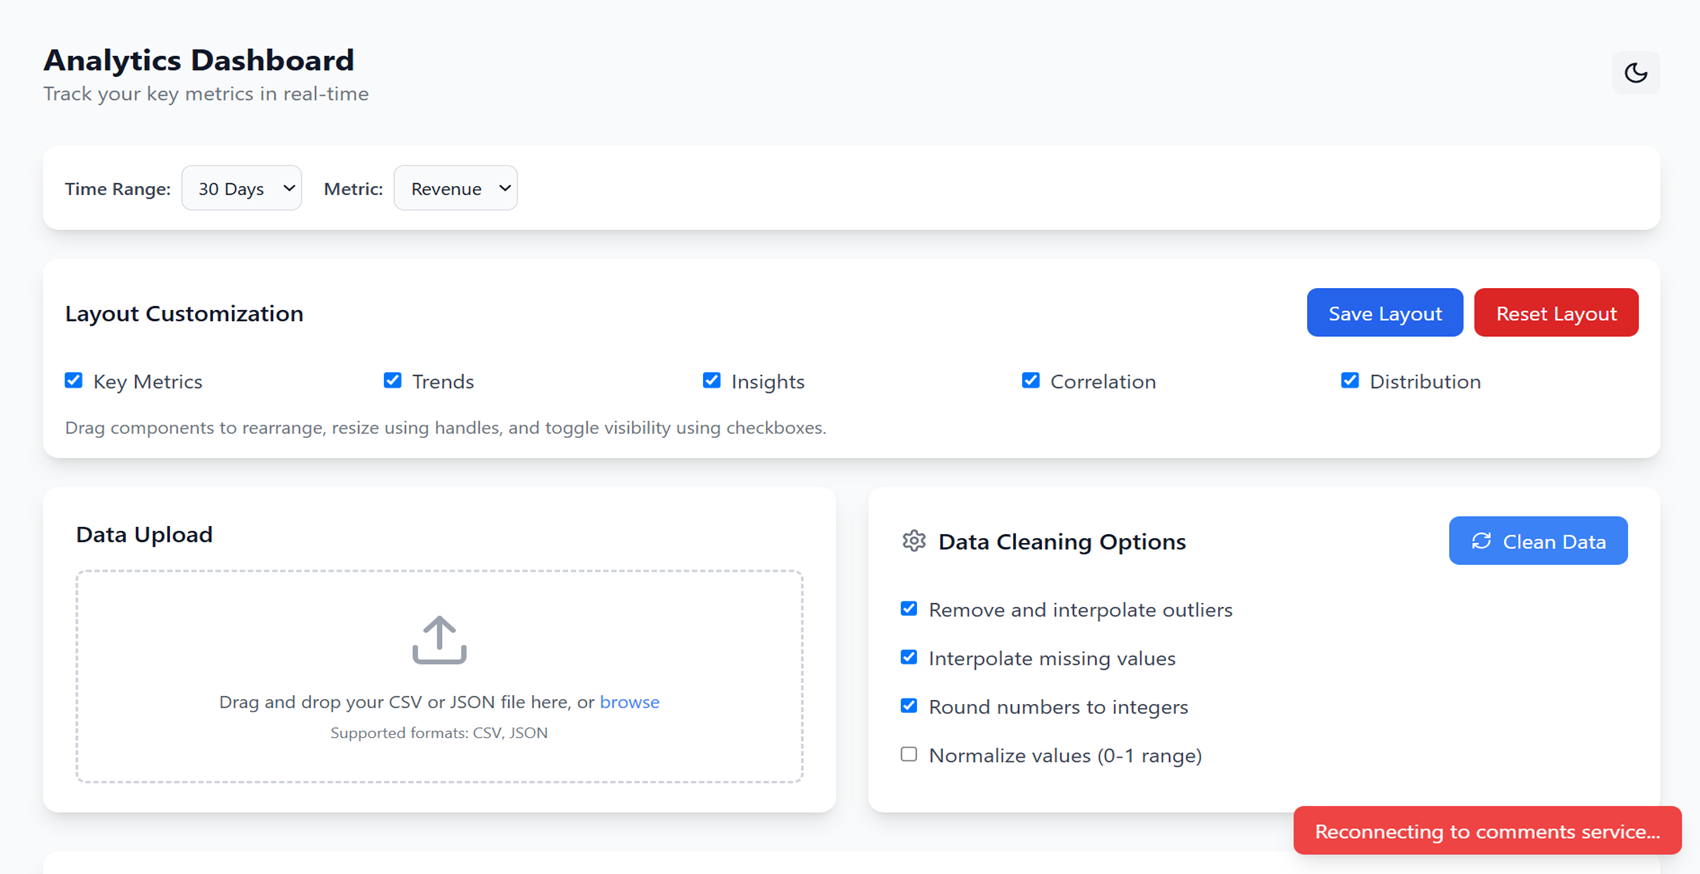 Analytics Dashboard
Track your key metrics in real-time
Time Range: 30 Days Metric: Revenue
Layout Customization
Save Layout Reset Layout
Key Metrics Trends Insights Correlation Distribution
Drag components to rearrange, resize using handles, and toggle visibility using checkboxes.
Data Upload
Drag and drop your CSV or JSON file here, or browse
Supported formats: CSV, JSON
Data Cleaning Options
Clean Data
Remove and interpolate outliers
Interpolate missing values
Round numbers to integers
Normalize values (0-1 range)
Reconnecting to comments service...